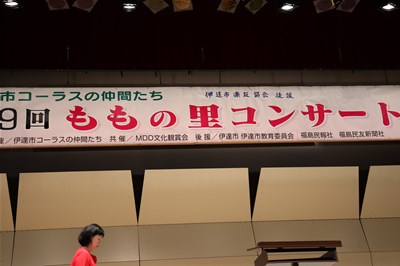 市コーラスの仲間たち
伊達市音楽協会 後援
9回 ももの里コンサート
催／伊達市コーラスの仲間たち 共催／MDD文化観賞会 後援／伊達市 伊達市教育委員会 福島民報社 福島民友新聞社